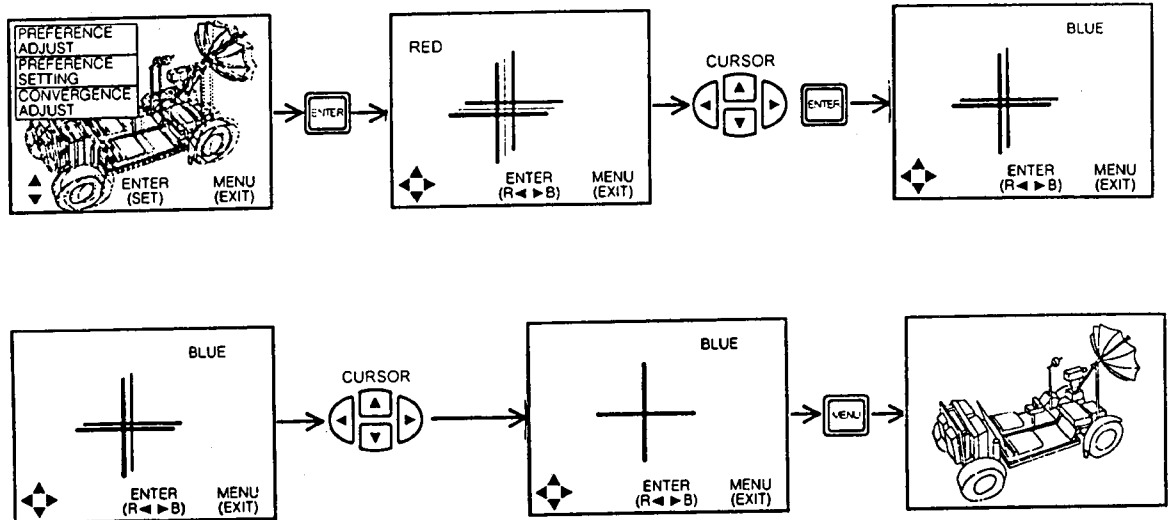 PREFERENCE
ADJUST
PREFERENCE
SETTING
CONVERGENCE
ADJUST
ENTER
(SET)
MENU
(EXIT)
ENTER
RED
ENTER
(R◄ ►B)
MENU
(EXIT)
CURSOR
ENTER
BLUE
ENTER
(R◄ ►B)
MENU
(EXIT)
BLUE
ENTER
(R◄ ►B)
MENU
(EXIT)
CURSOR
BLUE
ENTER
(R◄ ►B)
MENU
(EXIT)
MENU